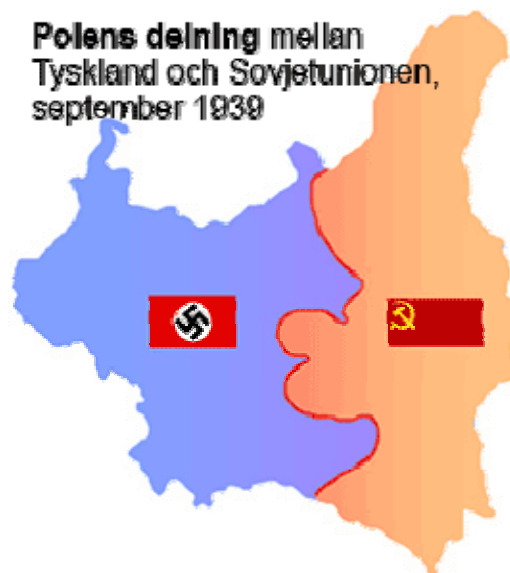 Polens delning mellan
Tyskland och Sovjetunionen,
september 1939